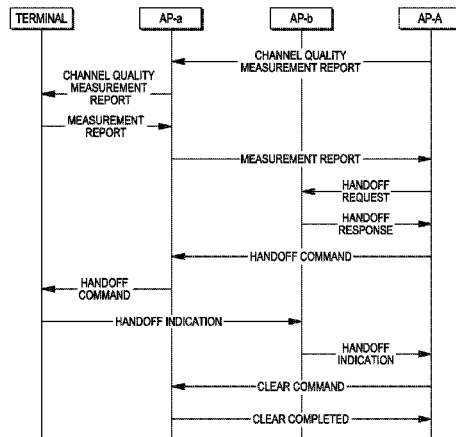 TERMINAL
AP-a
AP-b
AP-A
CHANNEL QUALITY
MEASUREMENT REPORT
CHANNEL QUALITY
MEASUREMENT
REPORT
MEASUREMENT
REPORT
MEASUREMENT REPORT
HANDOFF
REQUEST
HANDOFF
RESPONSE
HANDOFF COMMAND
HANDOFF
COMMAND
HANDOFF INDICATION
HANDOFF
INDICATION
CLEAR COMMAND
CLEAR COMPLETED